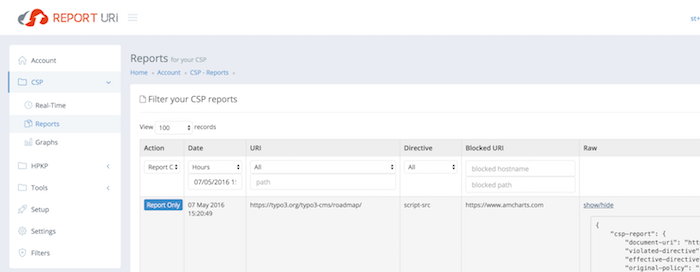 REPORT URI
st+
Account
CSP
Real-Time
Reports
Graphs
HPKP
Tools
Setup
Settings
Filters
Reports for your CSP
Home » Account » CSP - Reports »
Filter your CSP reports
View 100 records
Action Date URI Directive Blocked URI Raw
Report C Hours All All blocked hostname
07/05/2016 1 path blocked path
Report Only 07 May 2016 https://typo3.org/typo3-cms/roadmap/ script-src https://www.amcharts.com show/hide
15:20:49
{
"csp-report": {
"document-uri": "htt
"violated-directive"
"effective-directive
"original-policy": "